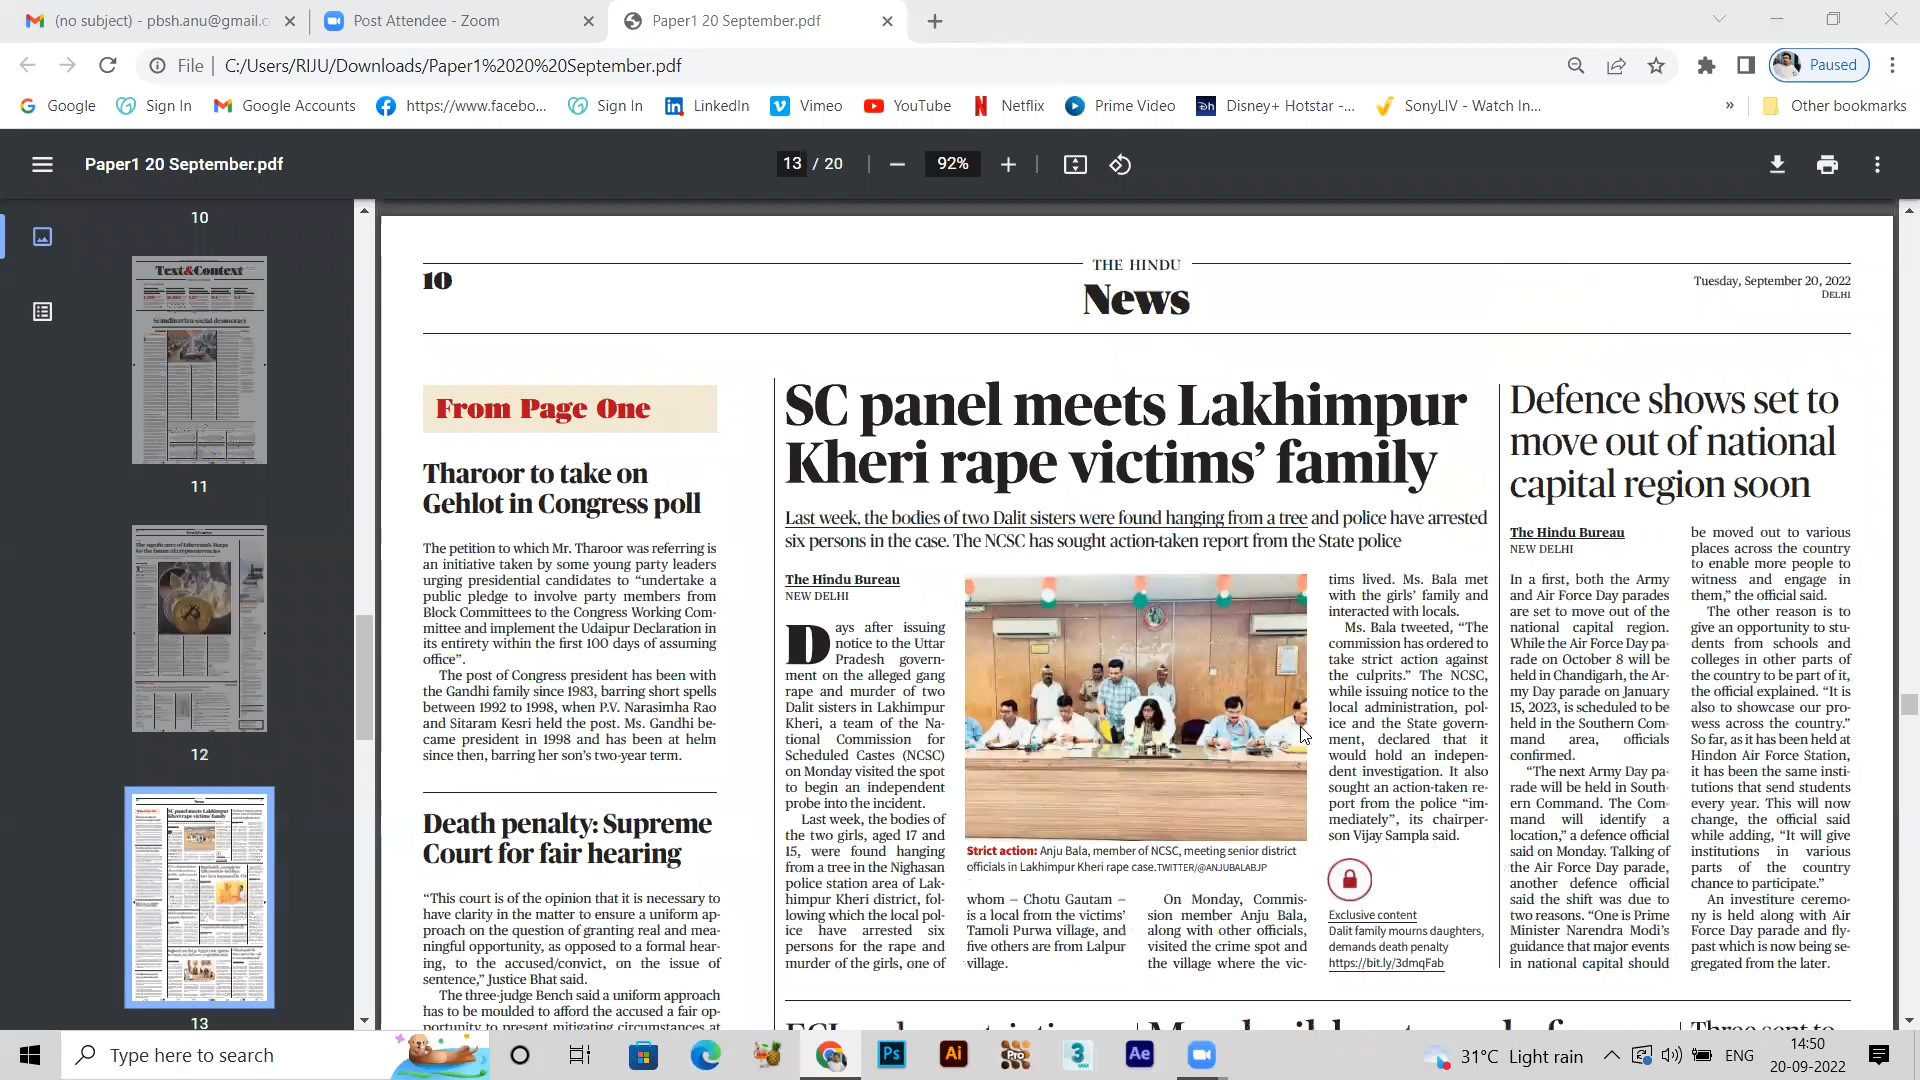 (no subject) - pbsh.anu@gmail.c
Post Attendee - Zoom
Paper1 20 September.pdf
File
C:/Users/RIJU/Downloads/Paper1%2020%20September.pdf
Paused
Google
Sign In
Google Accounts
https://www.facebo...
Sign In
LinkedIn
Vimeo
YouTube
Netflix
Prime Video
Disney+ Hotstar -...
SonyLIV - Watch In...
»
Other bookmarks
Paper1 20 September.pdf
13 / 20
92%
10
Text&Context
Scandinavian social democracy
11
12
13
10
THE HINDU
News
Tuesday, September 20, 2022
DELHI
From Page One
Tharoor to take on
Gehlot in Congress poll
The petition to which Mr. Tharoor was referring is
an initiative taken by some young party leaders
urging presidential candidates to “undertake a
public pledge to involve party members from
Block Committees to the Congress Working Com-
mittee and implement the Udaipur Declaration in
its entirety within the first 100 days of assuming
office”.
The post of Congress president has been with
the Gandhi family since 1983, barring short spells
between 1992 to 1998, when P.V. Narasimha Rao
and Sitaram Kesri held the post. Ms. Gandhi be-
came president in 1998 and has been at helm
since then, barring her son’s two-year term.
Death penalty: Supreme
Court for fair hearing
“This court is of the opinion that it is necessary to
have clarity in the matter to ensure a uniform ap-
proach on the question of granting real and mea-
ningful opportunity, as opposed to a formal hear-
ing, to the accused/convict, on the issue of
sentence,” Justice Bhat said.
The three-judge Bench said a uniform approach
has to be moulded to afford the accused a fair op-
portunity to present mitigating circumstances at
SC panel meets Lakhimpur
Kheri rape victims’ family
Last week, the bodies of two Dalit sisters were found hanging from a tree and police have arrested
six persons in the case. The NCSC has sought action-taken report from the State police
The Hindu Bureau
NEW DELHI
Days after issuing
notice to the Uttar
Pradesh govern-
ment on the alleged gang
rape and murder of two
Dalit sisters in Lakhimpur
Kheri, a team of the Na-
tional Commission for
Scheduled Castes (NCSC)
on Monday visited the spot
to begin an independent
probe into the incident.
Last week, the bodies of
the two girls, aged 17 and
15, were found hanging
from a tree in the Nighasan
police station area of Lak-
himpur Kheri district, fol-
lowing which the local pol-
ice have arrested six
persons for the rape and
murder of the girls, one of
Strict action: Anju Bala, member of NCSC, meeting senior district
officials in Lakhimpur Kheri rape case. TWITTER/@ANJUBALABJP
whom – Chotu Gautam –
is a local from the victims’
Tamoli Purwa village, and
five others are from Lalpur
village.
On Monday, Commis-
sion member Anju Bala,
along with other officials,
visited the crime spot and
the village where the vic-
tims lived. Ms. Bala met
with the girls’ family and
interacted with locals.
Ms. Bala tweeted, “The
commission has ordered to
take strict action against
the culprits.” The NCSC,
while issuing notice to the
local administration, pol-
ice and the State govern-
ment, declared that it
would hold an indepen-
dent investigation. It also
sought an action-taken re-
port from the police “im-
mediately”, its chairper-
son Vijay Sampla said.
Exclusive content
Dalit family mourns daughters,
demands death penalty
https://bit.ly/3dmqFab
Defence shows set to
move out of national
capital region soon
The Hindu Bureau
NEW DELHI
In a first, both the Army
and Air Force Day parades
are set to move out of the
national capital region.
While the Air Force Day pa-
rade on October 8 will be
held in Chandigarh, the Ar-
my Day parade on January
15, 2023, is scheduled to be
held in the Southern Com-
mand area, officials
confirmed.
“The next Army Day pa-
rade will be held in South-
ern Command. The Com-
mand will identify a
location,” a defence official
said on Monday. Talking of
the Air Force Day parade,
another defence official
said the shift was due to
two reasons. “One is Prime
Minister Narendra Modi’s
guidance that major events
in national capital should
be moved out to various
places across the country
to enable more people to
witness and engage in
them,” the official said.
The other reason is to
give an opportunity to stu-
dents from schools and
colleges in other parts of
the country to be part of it,
the official explained. “It is
also to showcase our pro-
wess across the country.”
So far, as it has been held at
Hindon Air Force Station,
it has been the same insti-
tutions that send students
every year. This will now
change, the official said
while adding, “It will give
institutions in various
parts of the country
chance to participate.”
An investiture ceremo-
ny is held along with Air
Force Day parade and fly-
past which is now being se-
gregated from the later.
Type here to search
31°C Light rain
ENG
14:50
20-09-2022